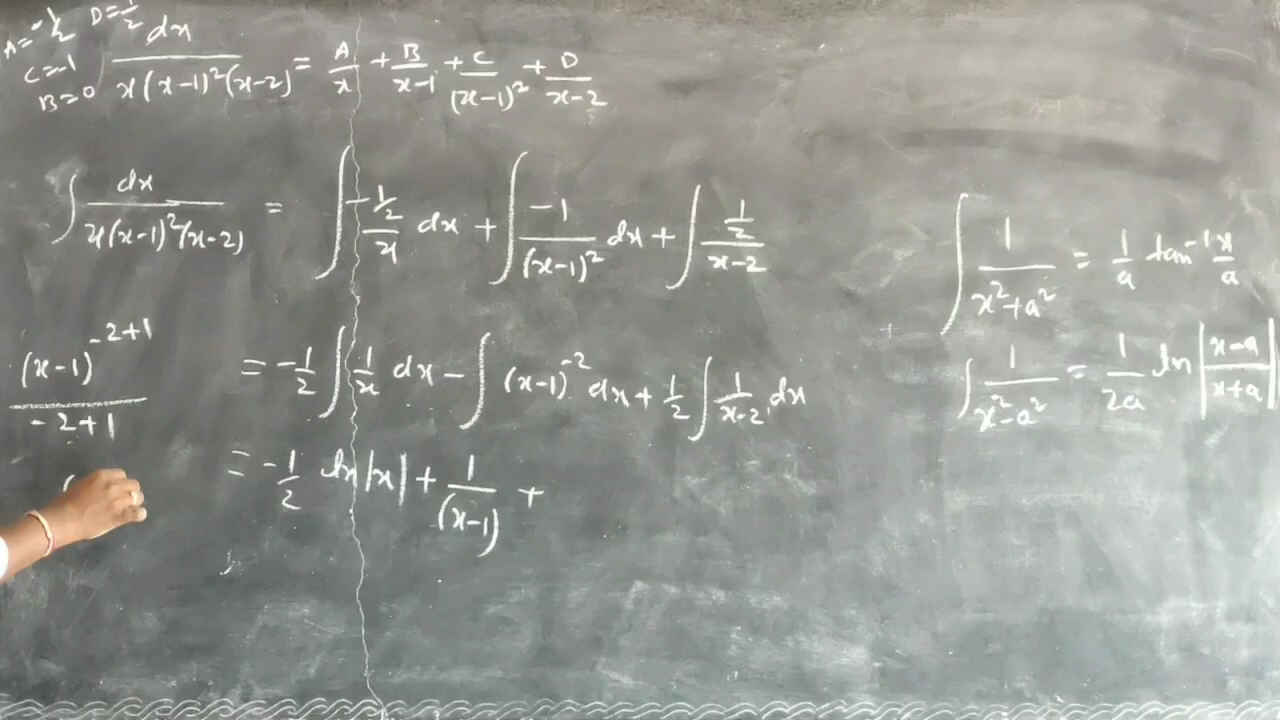 A = -1/2 D = 1/2
C = -1
B = 0
dx / x(x-1)²(x-2) = A/x + B/x-1 + C/(x-1)² + D/x-2
∫ dx / x(x-1)²(x-2) = ∫ -1/2 / x dx + ∫ -1/(x-1)² dx + ∫ 1/2 / x-2
∫ 1/x²+a² = 1/a tan⁻¹ x/a
(x-1)^-2+1 / -2+1
= -1/2 ∫ 1/x dx - ∫ (x-1)⁻² dx + 1/2 ∫ 1/x-2 dx
∫ 1/x²-a² = 1/2a ln |x-a/x+a|
= -1/2 ln|x| + 1/(x-1) +